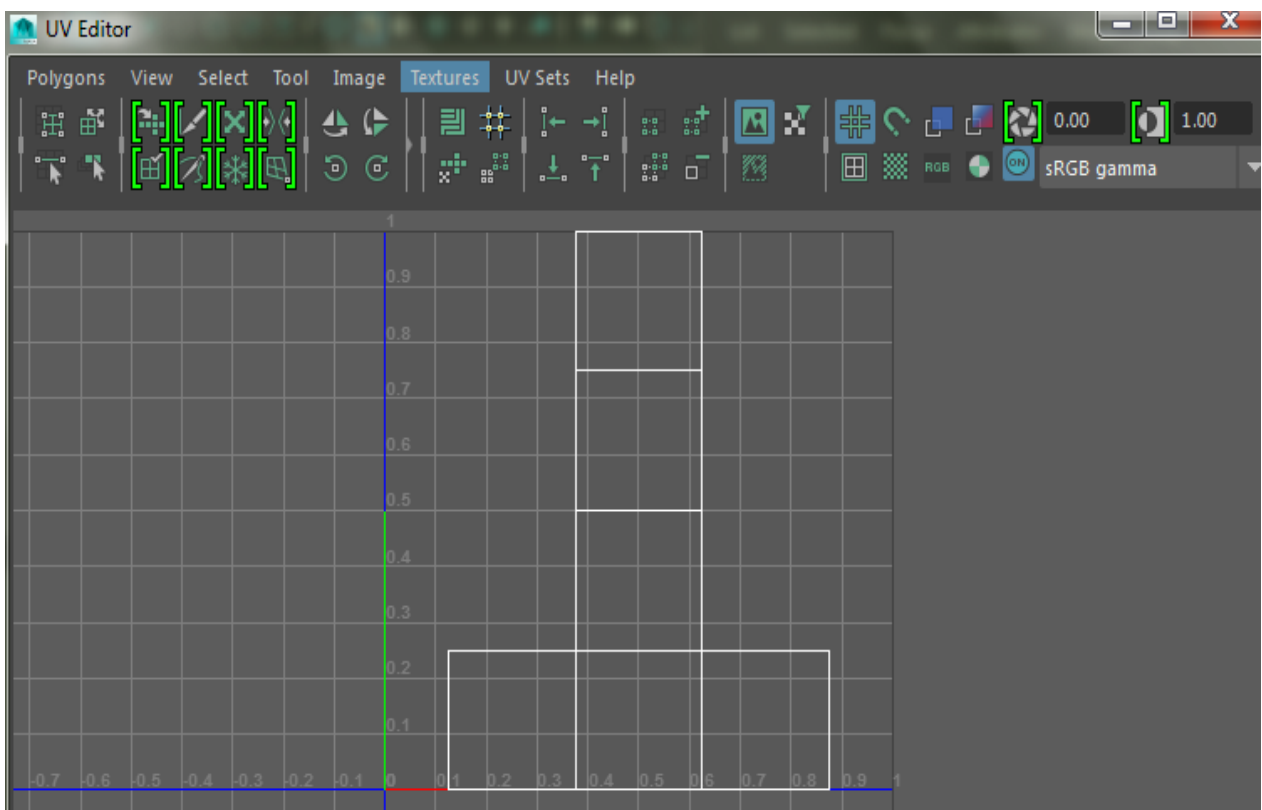 UV Editor
Polygons View Select Tool Image Textures UV Sets Help
0.00 1.00
RGB ON sRGB gamma
1
0.9
0.8
0.7
0.6
0.5
0.4
0.3
0.2
0.1
-0.7 -0.6 -0.5 -0.4 -0.3 -0.2 -0.1 0 0.1 0.2 0.3 0.4 0.5 0.6 0.7 0.8 0.9 1